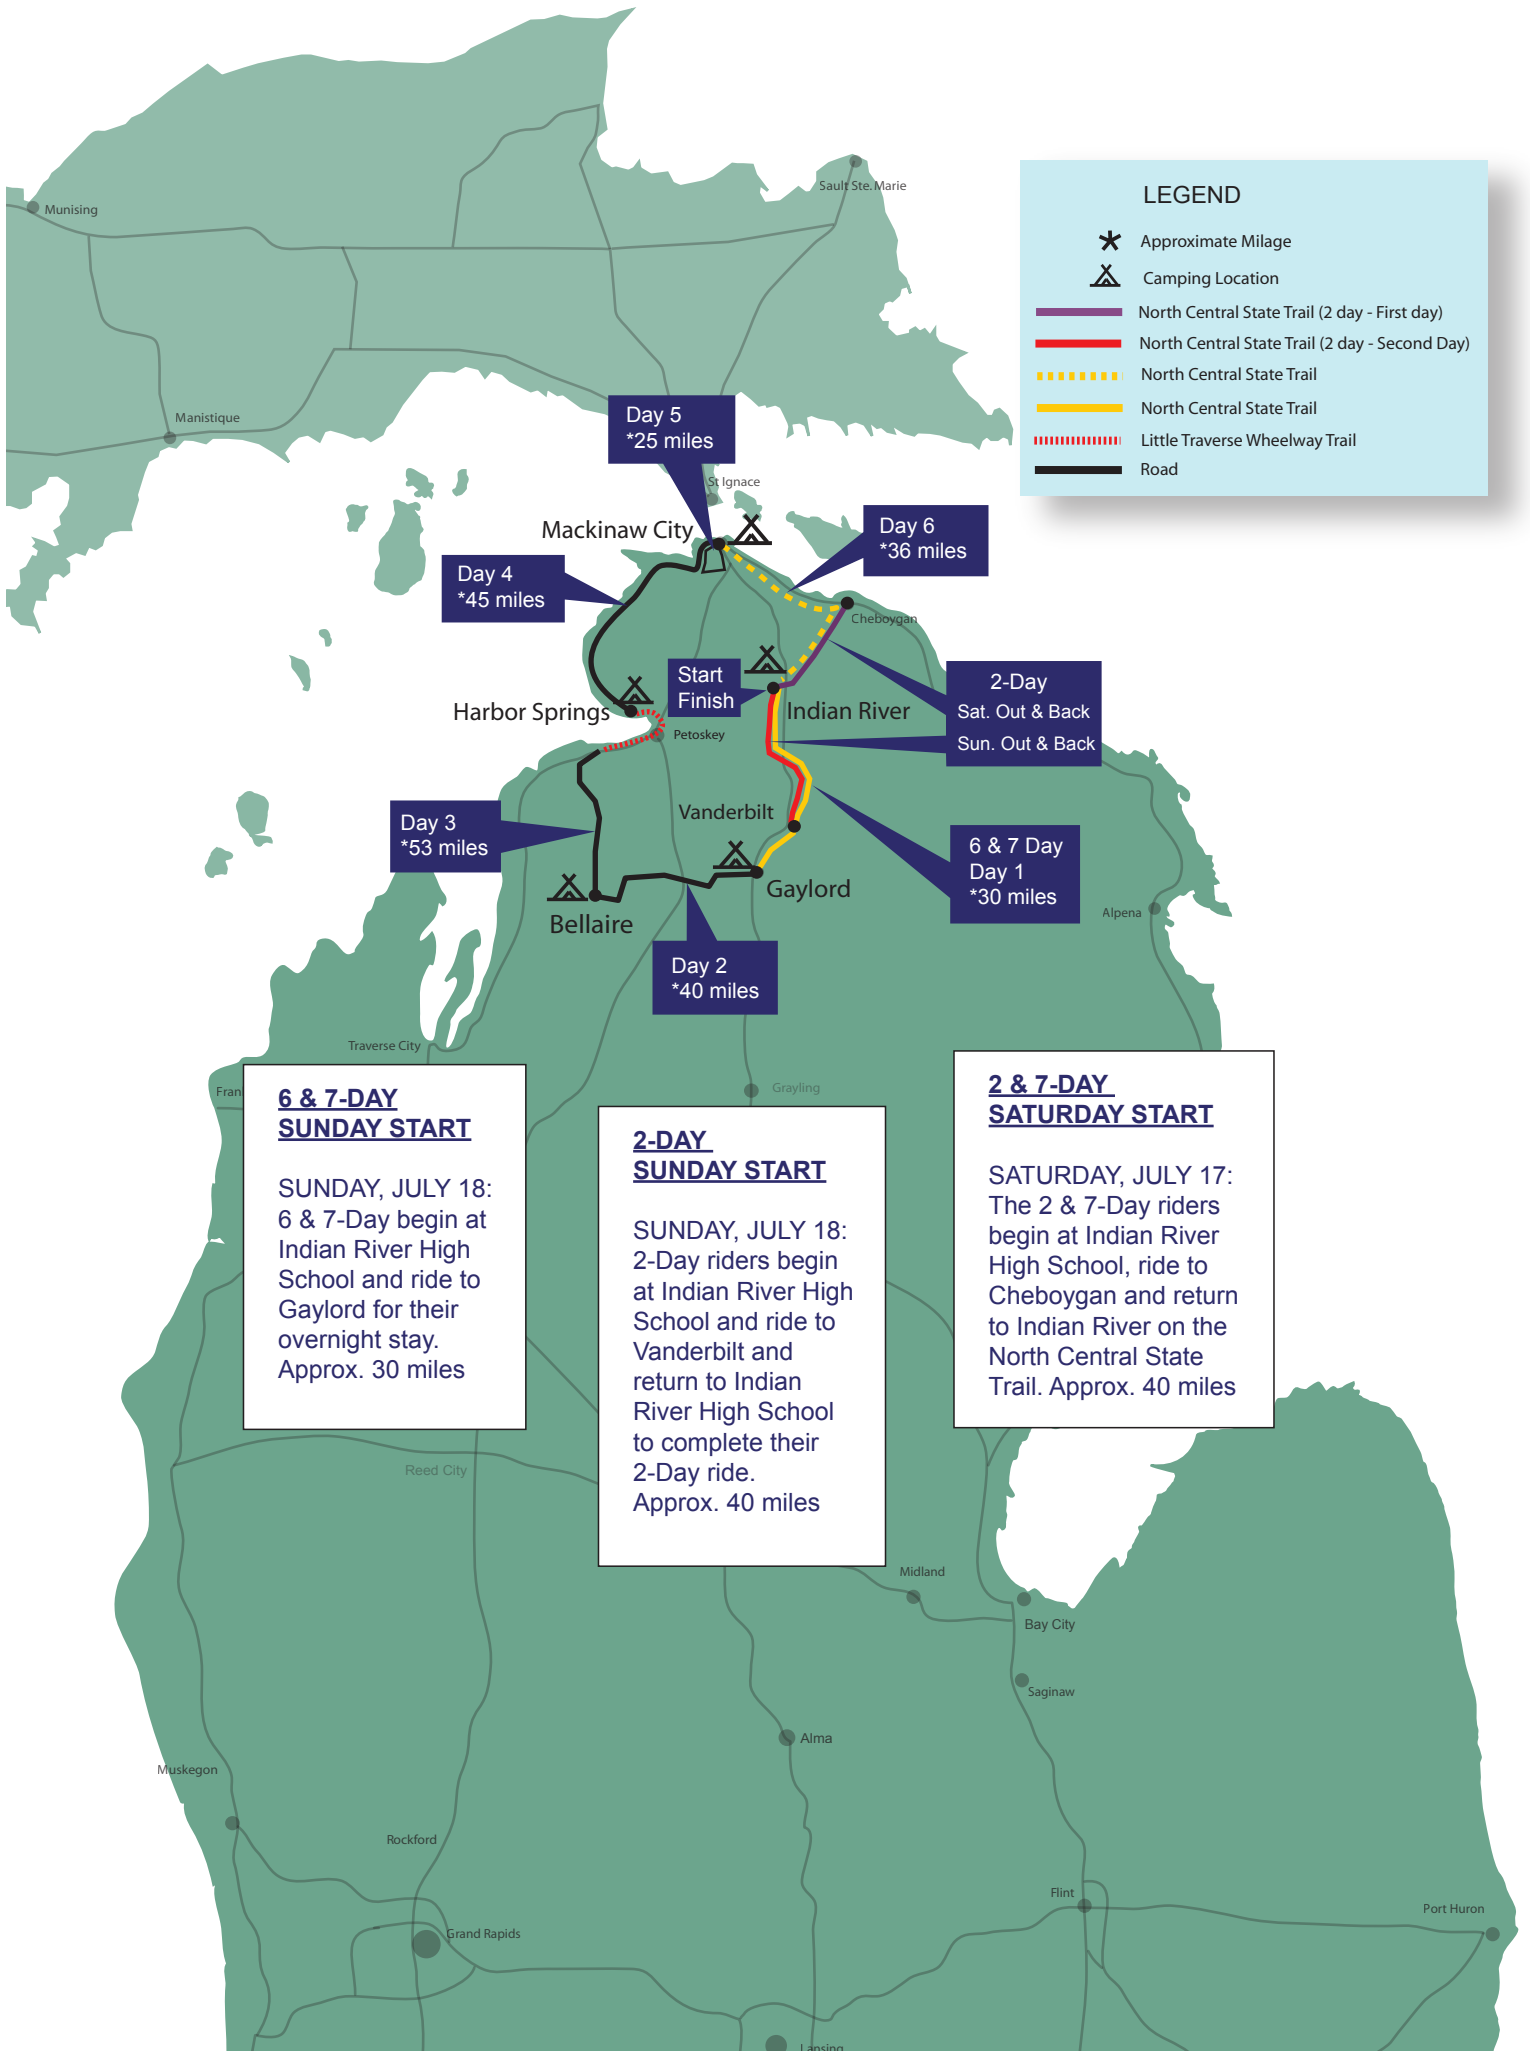 Sault Ste. Marie
Munising
LEGEND
Approximate Milage
Camping Location
North Central State Trail (2 day - First day)
North Central State Trail (2 day - Second Day)
North Central State Trail
North Central State Trail
Little Traverse Wheelway Trail
Road
Manistique
Day 5
*25 miles
St Ignace
Mackinaw City
Day 6
*36 miles
Day 4
*45 miles
Cheboygan
Start
Finish
2-Day
Sat. Out & Back
Sun. Out & Back
Harbor Springs
Indian River
Petoskey
Vanderbilt
Day 3
*53 miles
6 & 7 Day
Day 1
*30 miles
Gaylord
Bellaire
Alpena
Day 2
*40 miles
Traverse City
Fran
Grayling
6 & 7-DAY
SUNDAY START
SUNDAY, JULY 18:
6 & 7-Day begin at
Indian River High
School and ride to
Gaylord for their
overnight stay.
Approx. 30 miles
2-DAY
SUNDAY START
SUNDAY, JULY 18:
2-Day riders begin
at Indian River High
School and ride to
Vanderbilt and
return to Indian
River High School
to complete their
2-Day ride.
Approx. 40 miles
2 & 7-DAY
SATURDAY START
SATURDAY, JULY 17:
The 2 & 7-Day riders
begin at Indian River
High School, ride to
Cheboygan and return
to Indian River on the
North Central State
Trail. Approx. 40 miles
Reed City
Midland
Bay City
Saginaw
Alma
Muskegon
Rockford
Flint
Port Huron
Grand Rapids
Lansing